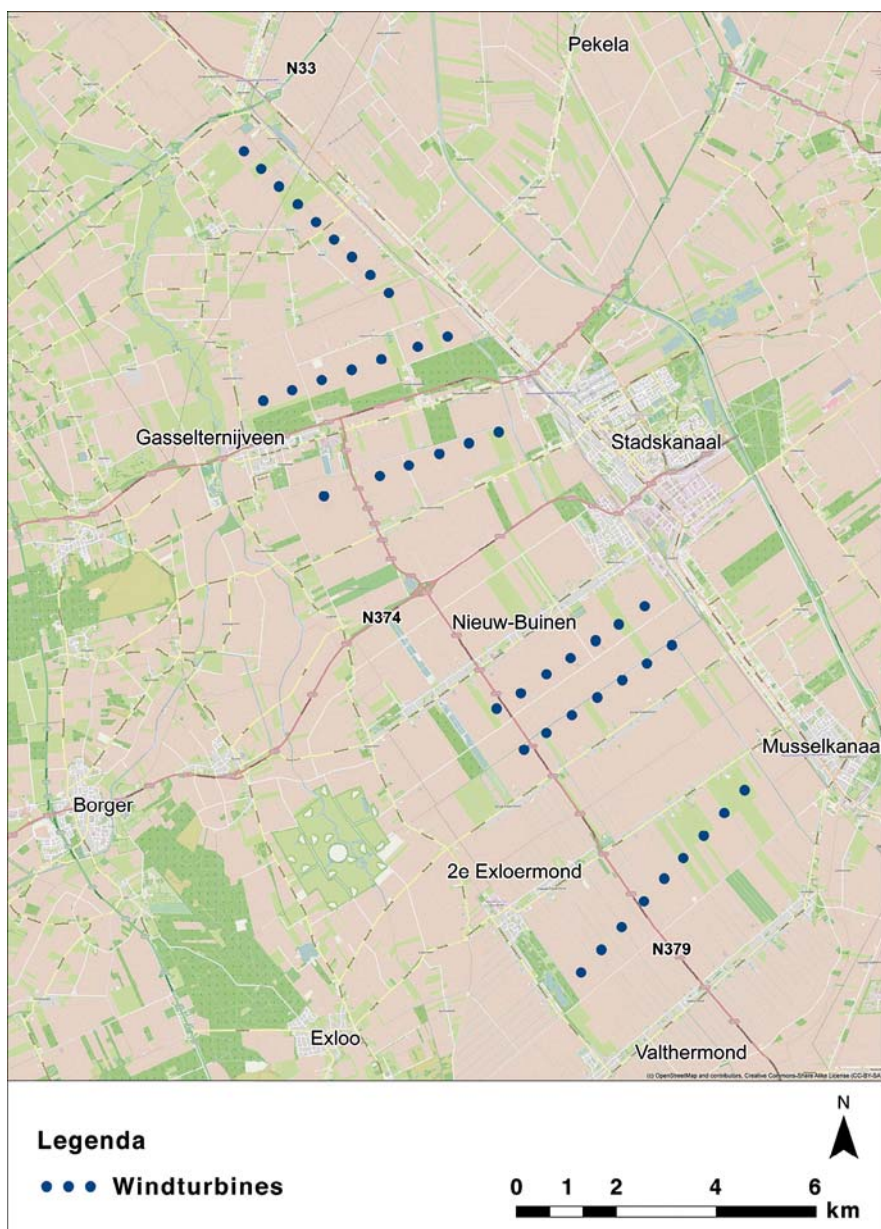 Pekela
N33
Gasselternijveen
Stadskanaal
N374
Nieuw-Buinen
Musselkanaa
Borger
2e Exloermond
N379
Exloo
Valthermond
(c) OpenStreetMap and contributors, Creative Commons-Share Alike License (CC-BY-SA
N
Legenda
Windturbines
0 1 2 4 6
km